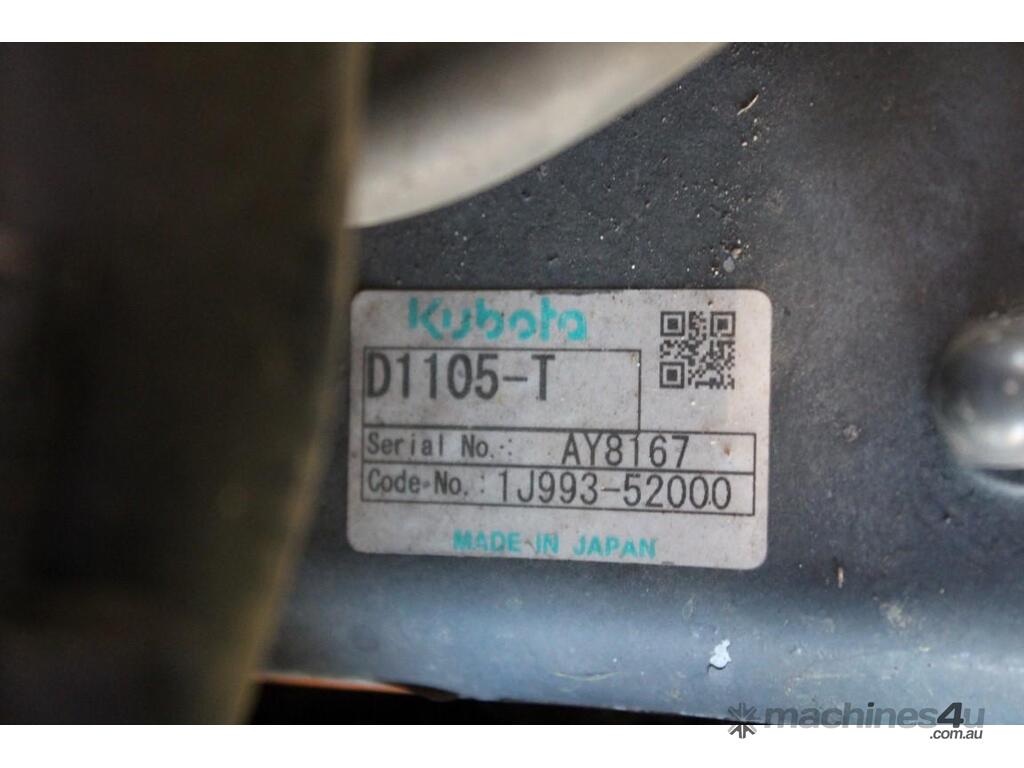 Kubota
D1105-T
Serial No.: AY8167
Code No.: 1J993-52000
MADE IN JAPAN
machines4u
.com.au